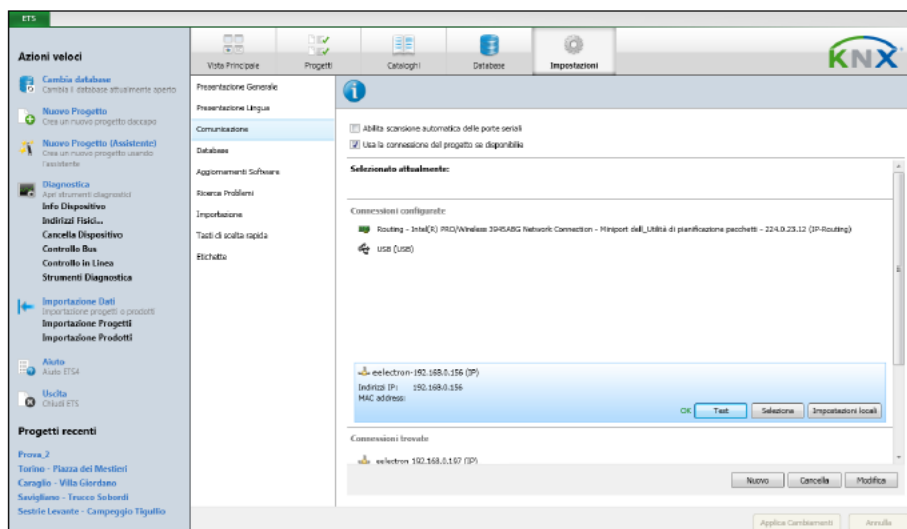 ETS
Azioni veloci
Cambia database
Cambia il database attualmente aperto
Nuovo Progetto
Crea un nuovo progetto daccapo
Nuovo Progetto (Assistente)
Crea un nuovo progetto usando
l'assistente
Diagnostica
Apri strumenti diagnostici
Info Dispositivo
Indirizzi Fisici...
Cancella Dispositivo
Controllo Bus
Controllo in Linea
Strumenti Diagnostica
Importazione Dati
Importazione progetti o prodotti
Importazione Progetti
Importazione Prodotti
Aiuto
Aiuto ETS4
Uscita
Chiudi ETS
Progetti recenti
Prova_2
Torino - Piazza dei Mestieri
Caraglio - Villa Giordano
Savigliano - Trucco Sobordi
Sestrie Levante - Campeggio Tigullio
Vista Principale
Progetti
Cataloghi
Database
Impostazioni
KNX
Presentazione Generale
Presentazione Lingua
Comunicazione
Database
Aggiornamenti Software
Ricerca Problemi
Importazione
Tasti di scelta rapida
Etichette
Abilita scansione automatica delle porte seriali
Usa la connessione del progetto se disponibile
Selezionato attualmente:
Connessioni configurate
Routing - Intel(R) PRO/Wireless 3945ABG Network Connection - Miniport dell_Utilità di pianificazione pacchetti - 224.0.23.12 (IP-Routing)
USB (USB)
eelectron-192.168.0.156 (IP)
Indirizzi IP: 192.168.0.156
MAC address:
OK Test Seleziona Impostazioni locali
Connessioni trovate
eelectron 192.168.0.197 (IP)
Nuovo Cancella Modifica
Applica Cambiamenti Annulla